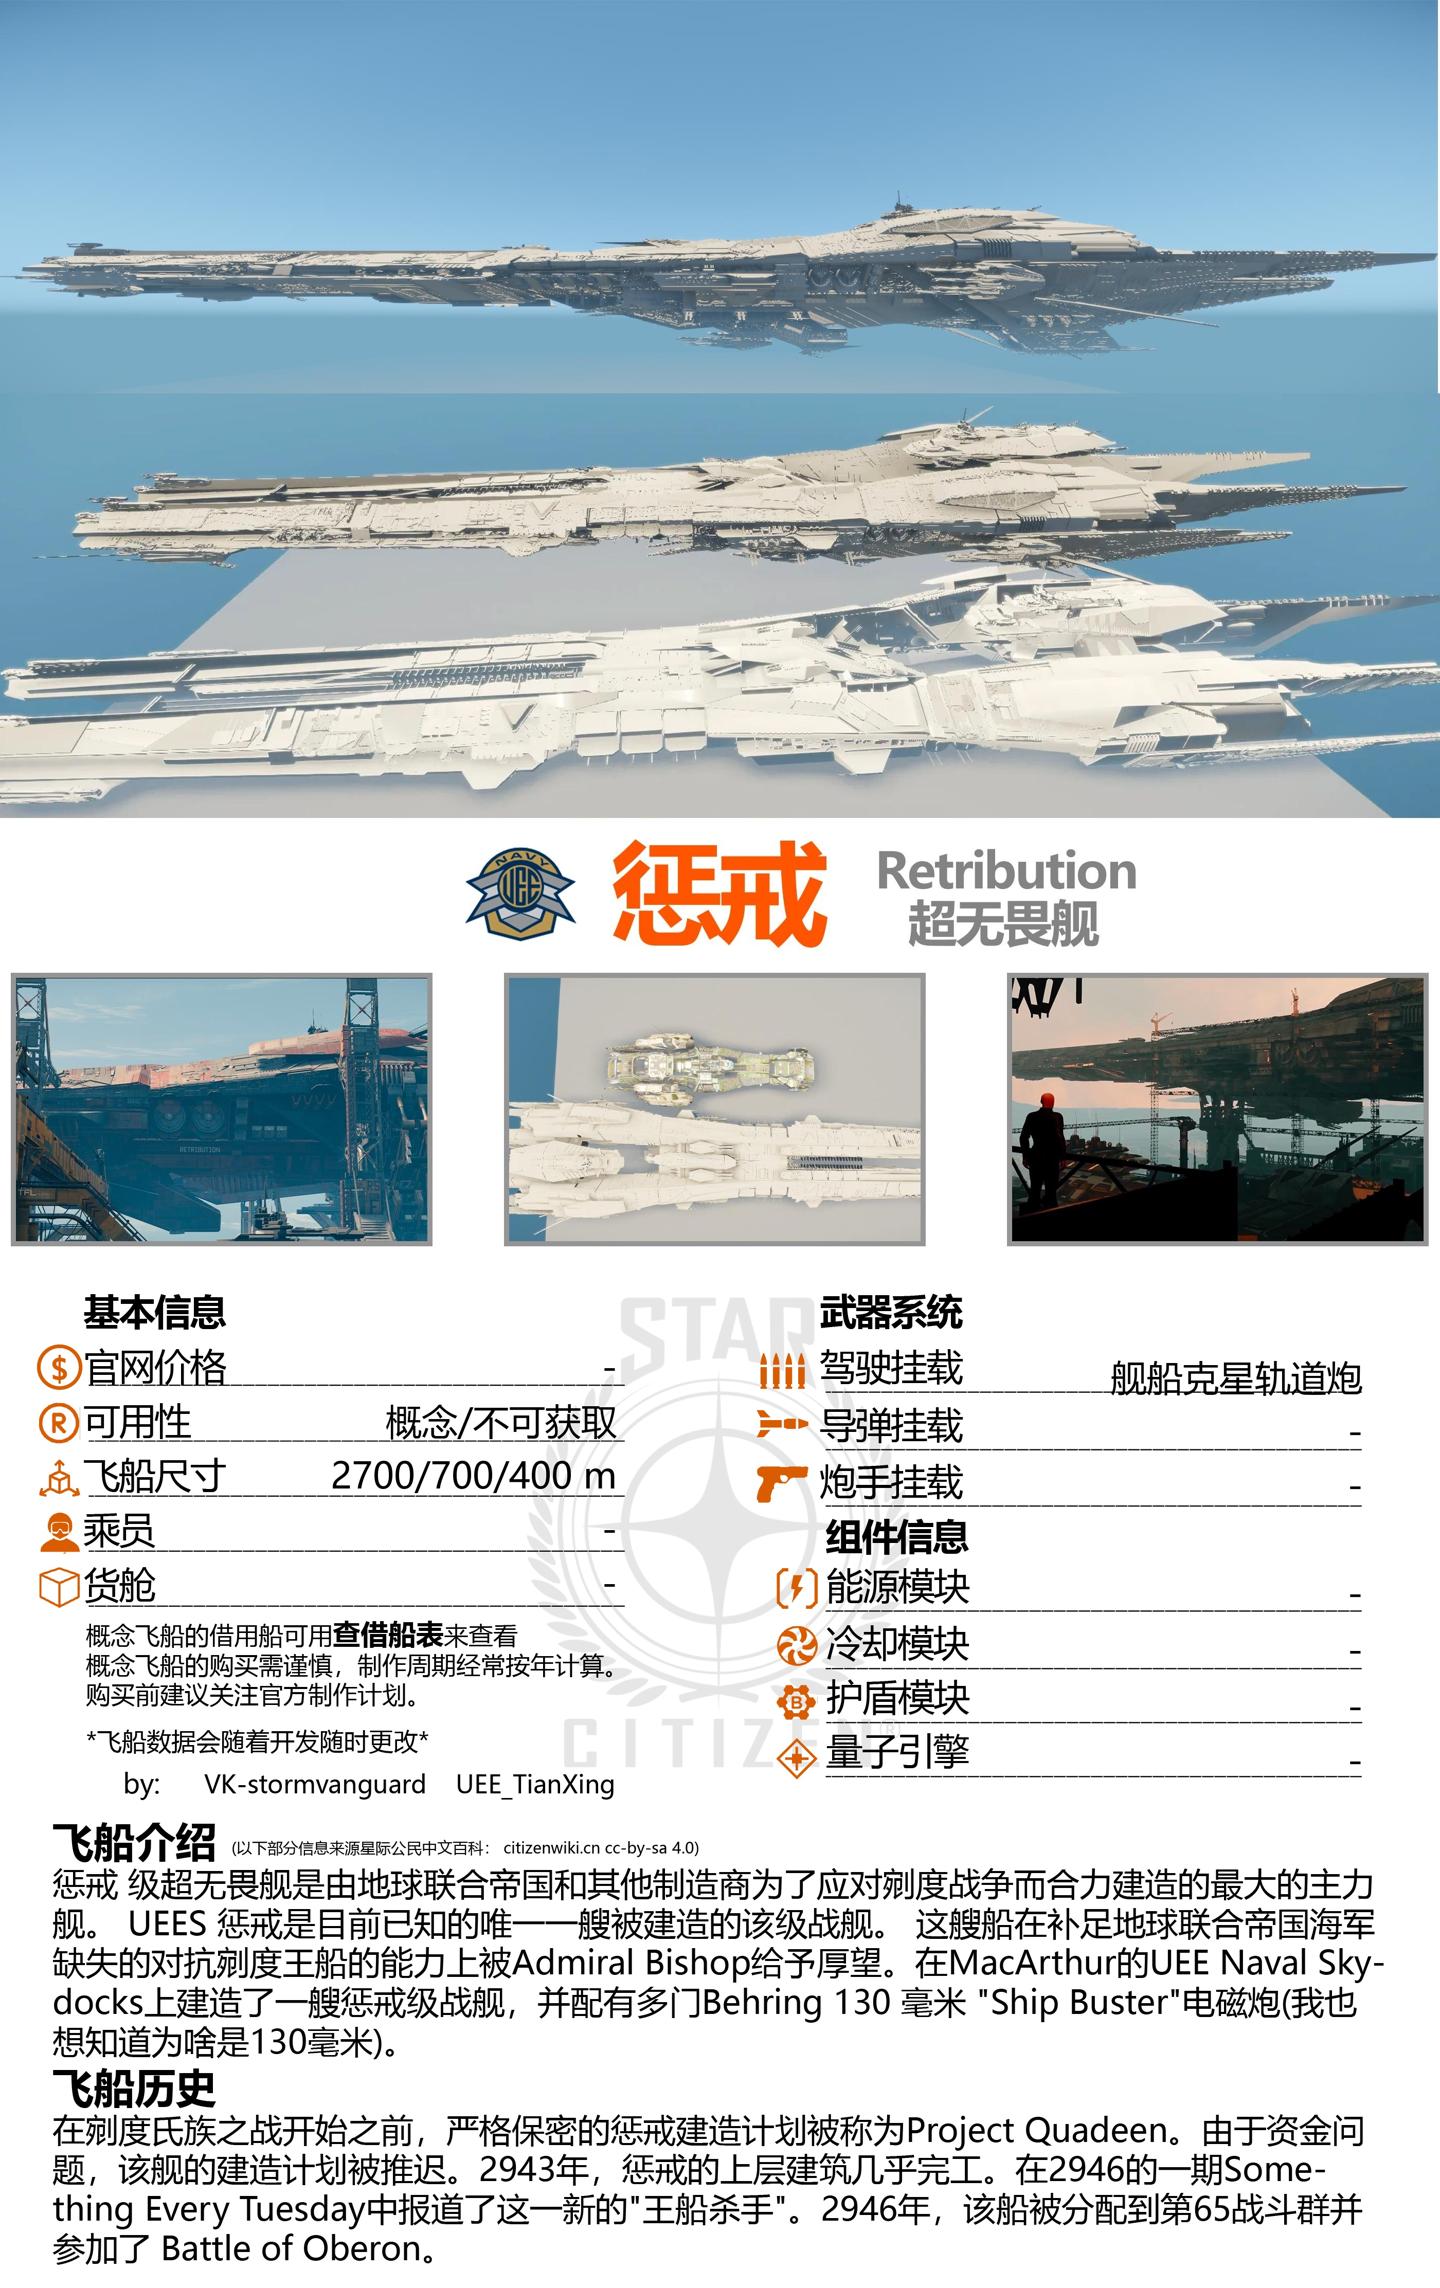 NAVY
UEE
惩戒
Retribution
超无畏舰
RETRIBUTION
TFL
基本信息
官网价格 -
可用性 概念/不可获取
飞船尺寸 2700/700/400 m
乘员 -
货舱 -
概念飞船的借用船可用查借船表来查看
概念飞船的购买需谨慎，制作周期经常按年计算。
购买前建议关注官方制作计划。
*飞船数据会随着开发随时更改*
by: VK-stormvanguard UEE_TianXing
STAR
CITIZEN®
武器系统
驾驶挂载 舰船克星轨道炮
导弹挂载 -
炮手挂载 -
组件信息
能源模块 -
冷却模块 -
护盾模块 -
量子引擎 -
飞船介绍 (以下部分信息来源星际公民中文百科： citizenwiki.cn cc-by-sa 4.0)
惩戒 级超无畏舰是由地球联合帝国和其他制造商为了应对剜度战争而合力建造的最大的主力
舰。 UEES 惩戒是目前已知的唯一一艘被建造的该级战舰。 这艘船在补足地球联合帝国海军
缺失的对抗剜度王船的能力上被Admiral Bishop给予厚望。在MacArthur的UEE Naval Sky-
docks上建造了一艘惩戒级战舰，并配有多门Behring 130 毫米 "Ship Buster"电磁炮(我也
想知道为啥是130毫米)。
飞船历史
在剜度氏族之战开始之前，严格保密的惩戒建造计划被称为Project Quadeen。由于资金问
题，该舰的建造计划被推迟。2943年，惩戒的上层建筑几乎完工。在2946的一期Some-
thing Every Tuesday中报道了这一新的"王船杀手"。2946年，该船被分配到第65战斗群并
参加了 Battle of Oberon。